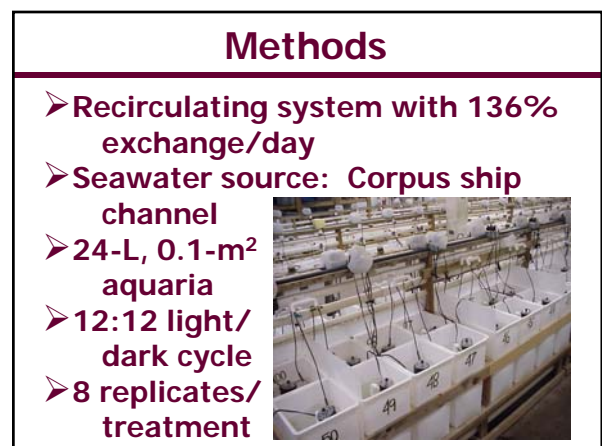 Methods
➢Recirculating system with 136%
exchange/day
➢Seawater source: Corpus ship
channel
➢24-L, 0.1-m²
aquaria
➢12:12 light/
dark cycle
➢8 replicates/
treatment
50
49
48
47